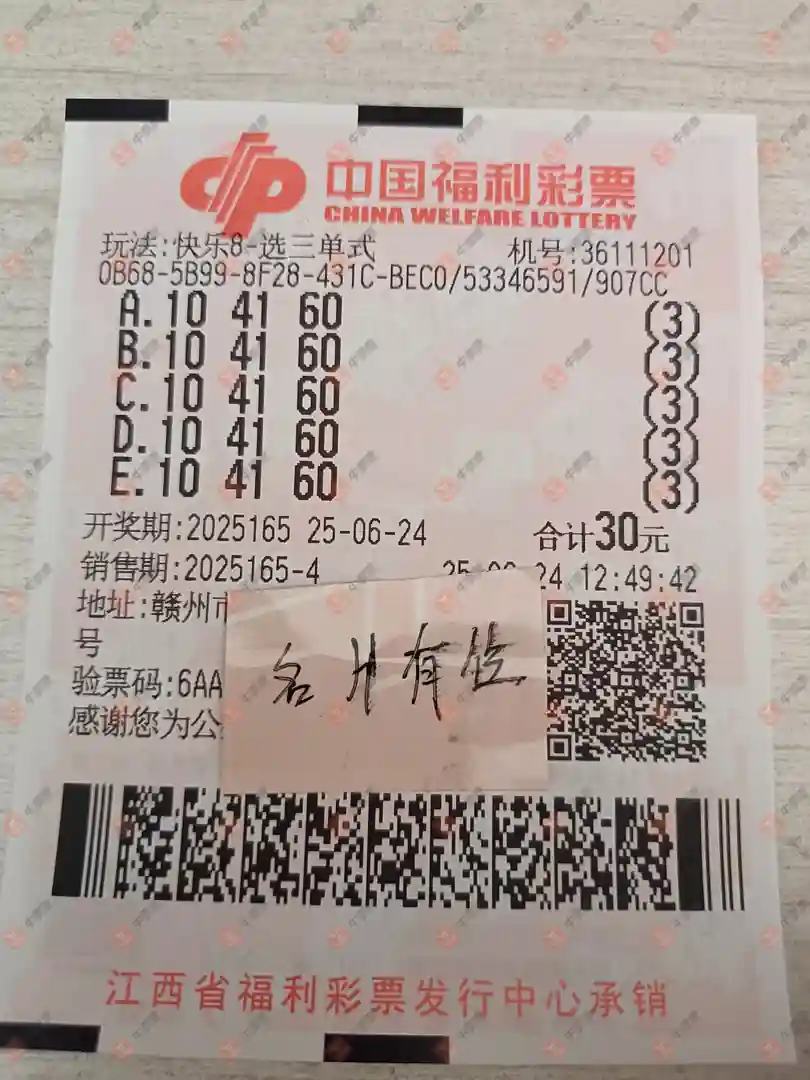 中国福利彩票
CHINA WELFARE LOTTERY
玩法:快乐8-选三单式 机号:36111201
0B68-5B99-8F28-431C-BEC0/53346591/907CC
A.10 41 60 (3)
B.10 41 60 (3)
C.10 41 60 (3)
D.10 41 60 (3)
E.10 41 60 (3)
开奖期:2025165 25-06-24 合计30元
销售期:2025165-4 24 12:49:42
地址:赣州市
号
验票码:6AA
感谢您为公
有
江西省福利彩票发行中心承销